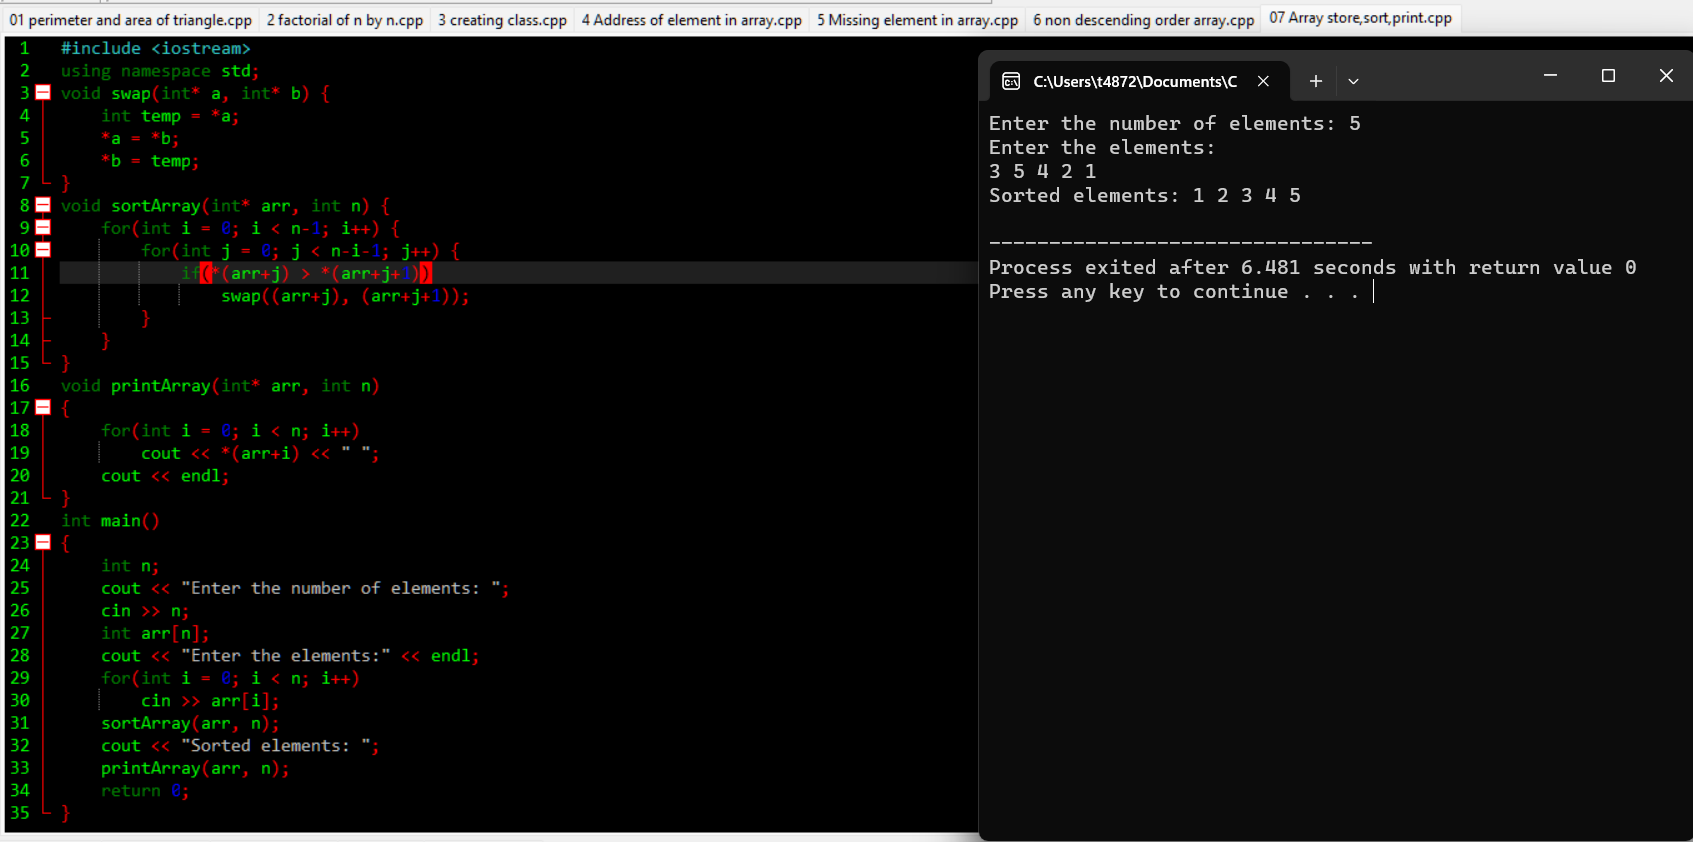 01 perimeter and area of triangle.cpp 2 factorial of n by n.cpp 3 creating class.cpp 4 Address of element in array.cpp 5 Missing element in array.cpp 6 non descending order array.cpp 07 Array store,sort,print.cpp
1 #include <iostream>
2 using namespace std;
3 void swap(int* a, int* b) {
4 int temp = *a;
5 *a = *b;
6 *b = temp;
7 }
8 void sortArray(int* arr, int n) {
9 for(int i = 0; i < n-1; i++) {
10 for(int j = 0; j < n-i-1; j++) {
11 if(*(arr+j) > *(arr+j+1))
12 swap((arr+j), (arr+j+1));
13 }
14 }
15 }
16 void printArray(int* arr, int n)
17 {
18 for(int i = 0; i < n; i++)
19 cout << *(arr+i) << " ";
20 cout << endl;
21 }
22 int main()
23 {
24 int n;
25 cout << "Enter the number of elements: ";
26 cin >> n;
27 int arr[n];
28 cout << "Enter the elements:" << endl;
29 for(int i = 0; i < n; i++)
30 cin >> arr[i];
31 sortArray(arr, n);
32 cout << "Sorted elements: ";
33 printArray(arr, n);
34 return 0;
35 }
C:\Users\t4872\Documents\C
Enter the number of elements: 5
Enter the elements:
3 5 4 2 1
Sorted elements: 1 2 3 4 5
--------------------------------
Process exited after 6.481 seconds with return value 0
Press any key to continue . . .